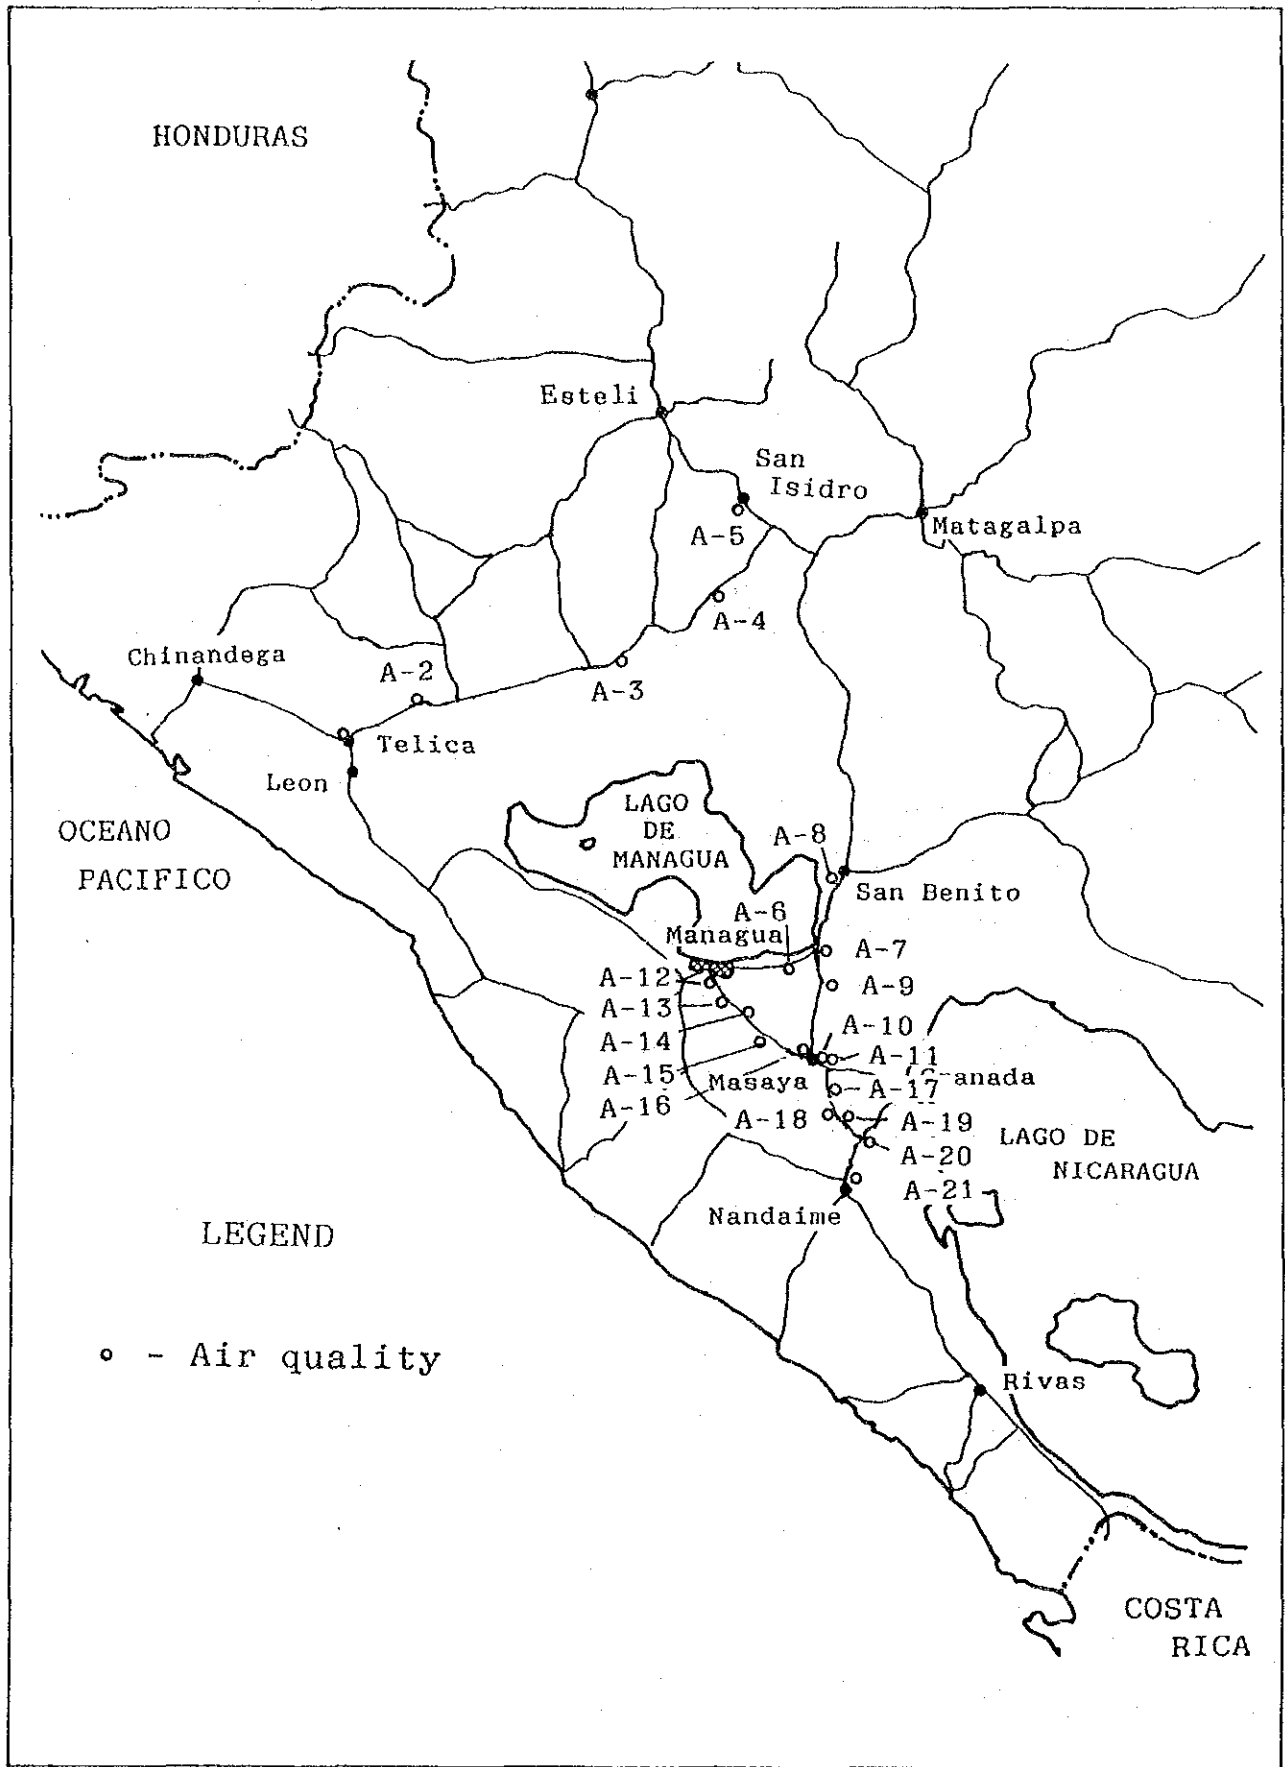 HONDURAS
Esteli
San
Isidro
A-5
Matagalpa
A-4
Chinandega
A-2
A-3
Telica
Leon
LAGO
DE
MANAGUA
OCEANO
PACIFICO
A-8
San Benito
A-6
Managua
A-7
A-12
A-9
A-13
A-10
A-14
A-11
A-15
Masaya
anada
A-17
A-16
A-18
A-19
LAGO DE
NICARAGUA
A-20
A-21
Nandaime
LEGEND
o - Air quality
Rivas
COSTA
RICA